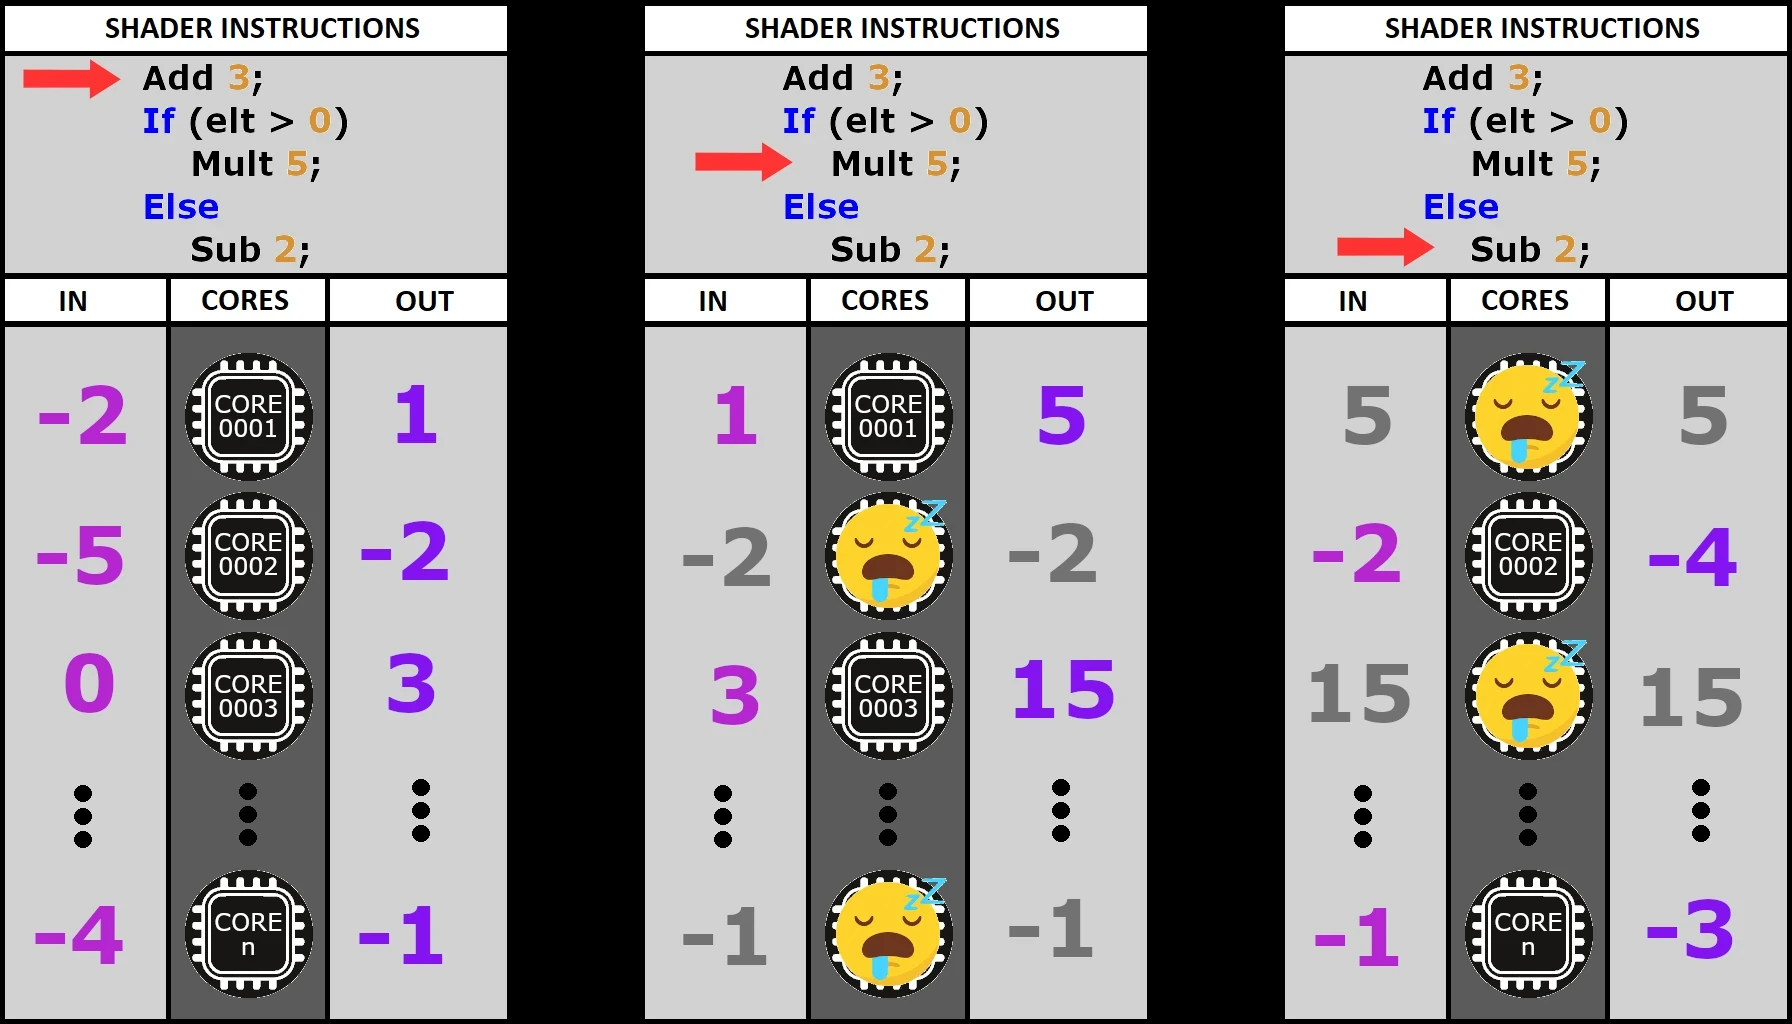 SHADER INSTRUCTIONS
Add 3;
If (elt > 0)
Mult 5;
Else
Sub 2;
IN CORES OUT
-2 CORE 0001 1
-5 CORE 0002 -2
0 CORE 0003 3
-4 CORE n -1
SHADER INSTRUCTIONS
Add 3;
If (elt > 0)
Mult 5;
Else
Sub 2;
IN CORES OUT
1 CORE 0001 5
-2 zZ -2
3 CORE 0003 15
-1 zZ -1
SHADER INSTRUCTIONS
Add 3;
If (elt > 0)
Mult 5;
Else
Sub 2;
IN CORES OUT
5 zZ 5
-2 CORE 0002 -4
15 zZ 15
-1 CORE n -3